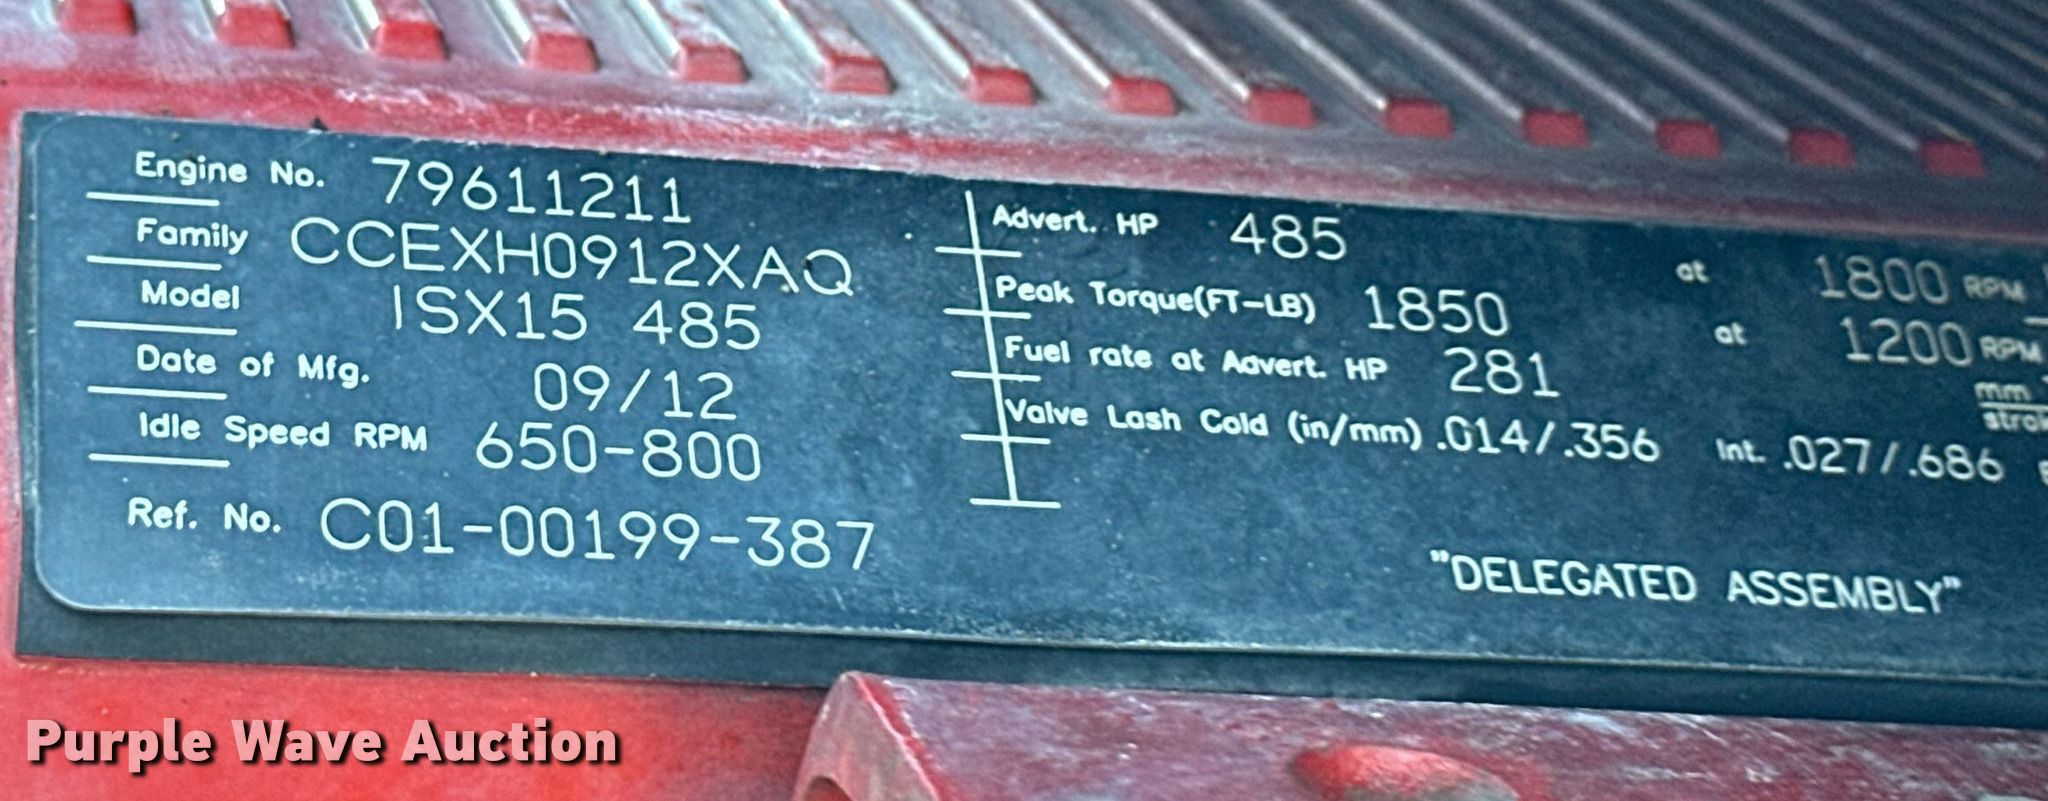 Engine No. 79611211
Family CCEXH0912XAQ
Model ISX15 485
Date of Mfg. 09/12
Idle Speed RPM 650-800
Ref. No. C01-00199-387
Advert. HP 485 at 1800 RPM
Peak Torque(FT-LB) 1850 at 1200 RPM
Fuel rate at Advert. HP 281 mm
Valve Lash Cold (in/mm) .014/.356 Int. .027/.686
"DELEGATED ASSEMBLY"
Purple Wave Auction